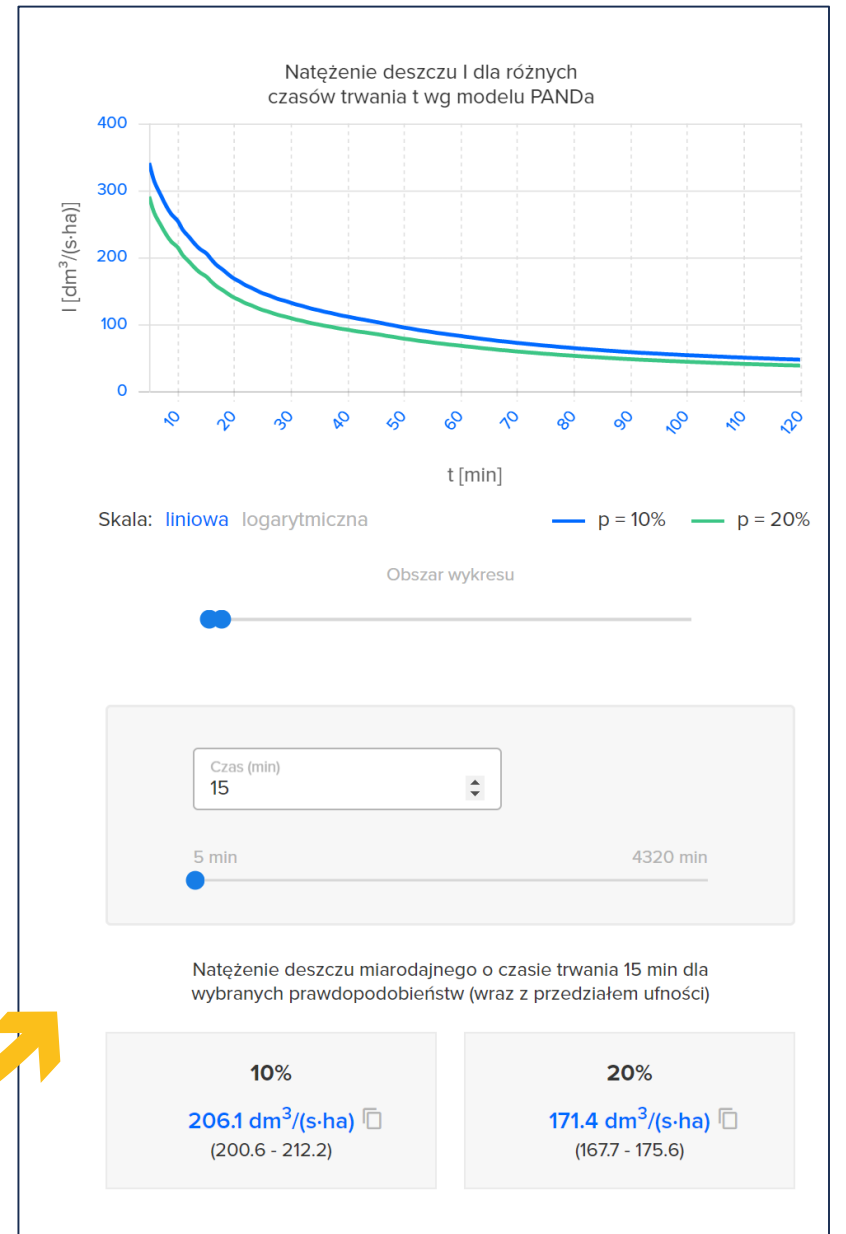 Natężenie deszczu I dla różnych
czasów trwania t wg modelu PANDa
400
300
200
100
0
I [dm³/(s·ha)]
10 20 30 40 50 60 70 80 90 100 110 120
t [min]
Skala: liniowa logarytmiczna p = 10% p = 20%
Obszar wykresu
Czas (min)
15
5 min 4320 min
Natężenie deszczu miarodajnego o czasie trwania 15 min dla
wybranych prawdopodobieństw (wraz z przedziałem ufności)
10% 20%
206.1 dm³/(s·ha) 171.4 dm³/(s·ha)
(200.6 - 212.2) (167.7 - 175.6)